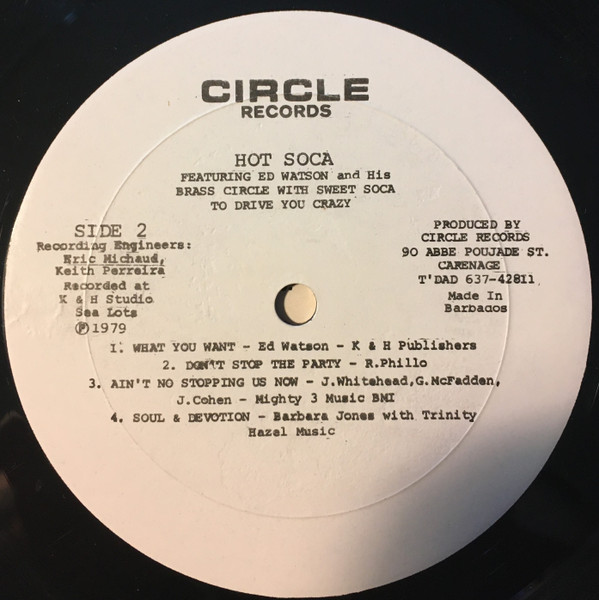 CIRCLE
RECORDS
HOT SOCA
FEATURING ED WATSON and His
BRASS CIRCLE WITH SWEET SOCA
TO DRIVE YOU CRAZY
SIDE 2
Recording Engineers:
Eric Michaud,
Keith Perreira
Recorded at
K & H Studio
Sea Lots
Ⓟ1979
PRODUCED BY
CIRCLE RECORDS
90 ABBE POUJADE ST.
CARENAGE
T'DAD 637-42811
Made In
Barbados
1. WHAT YOU WANT - Ed Watson - K & H Publishers
2. DON'T STOP THE PARTY - R.Phillo
3. AIN'T NO STOPPING US NOW - J.Whitehead,G.McFadden,
J.Cohen - Mighty 3 Music BMI
4. SOUL & DEVOTION - Barbara Jones with Trinity
Hazel Music